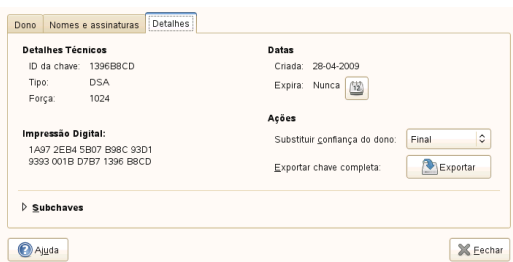 Dono Nomes e assinaturas Detalhes
Detalhes Técnicos
ID da chave: 1396B8CD
Tipo: DSA
Força: 1024
Impressão Digital:
1A97 2EB4 5B07 B98C 93D1
9393 001B D7B7 1396 B8CD
Datas
Criada: 28-04-2009
Expira: Nunca
Ações
Substituir confiança do dono: Final
Exportar chave completa: Exportar
Subchaves
Ajuda
Fechar